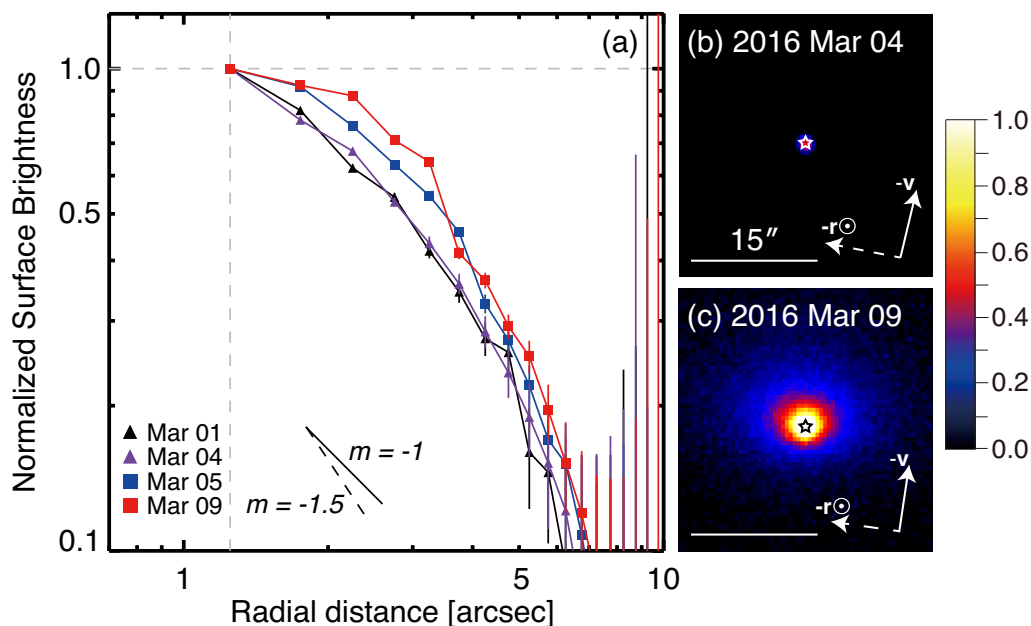 (a)
Normalized Surface Brightness
1.0
0.5
0.1
Mar 01
Mar 04
Mar 05
Mar 09
m = -1
m = -1.5
1
5
10
Radial distance [arcsec]
(b) 2016 Mar 04
-v
-r⊙
15″
(c) 2016 Mar 09
-v
-r⊙
1.0
0.8
0.6
0.4
0.2
0.0